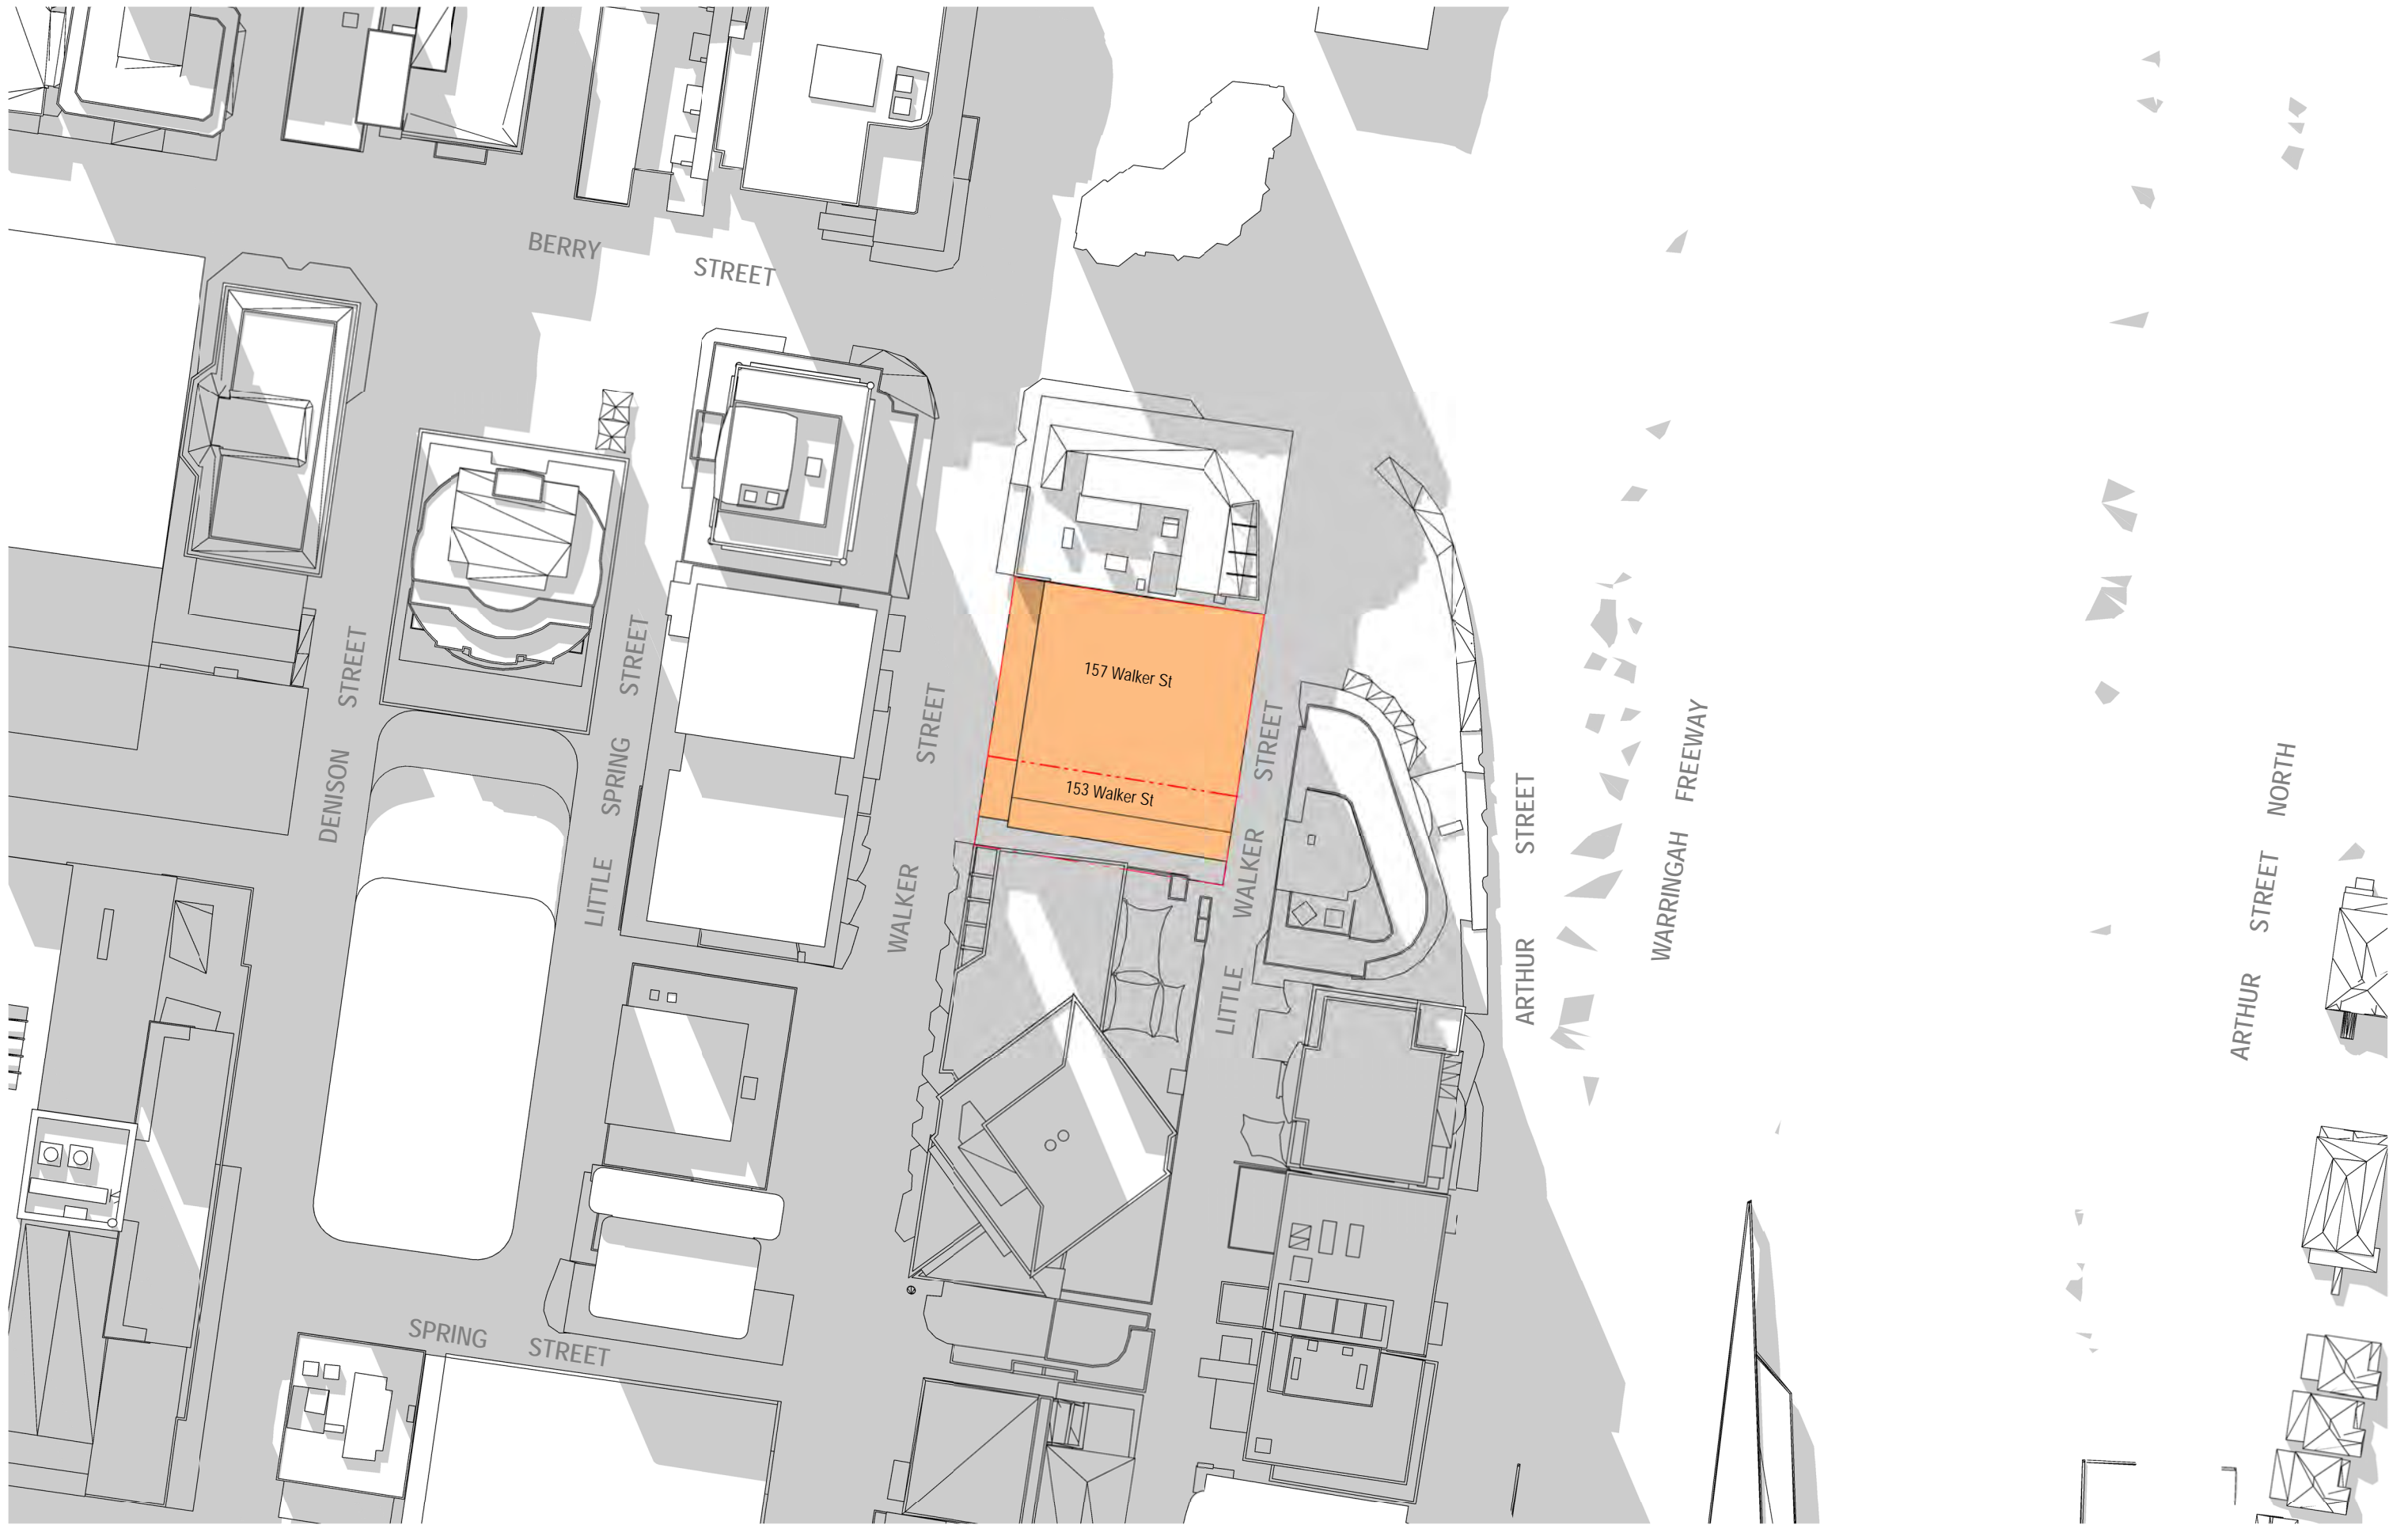 BERRY STREET
157 Walker St
153 Walker St
DENISON STREET
LITTLE SPRING STREET
WALKER STREET
LITTLE WALKER STREET
ARTHUR STREET
WARRINGAH FREEWAY
ARTHUR STREET NORTH
SPRING STREET